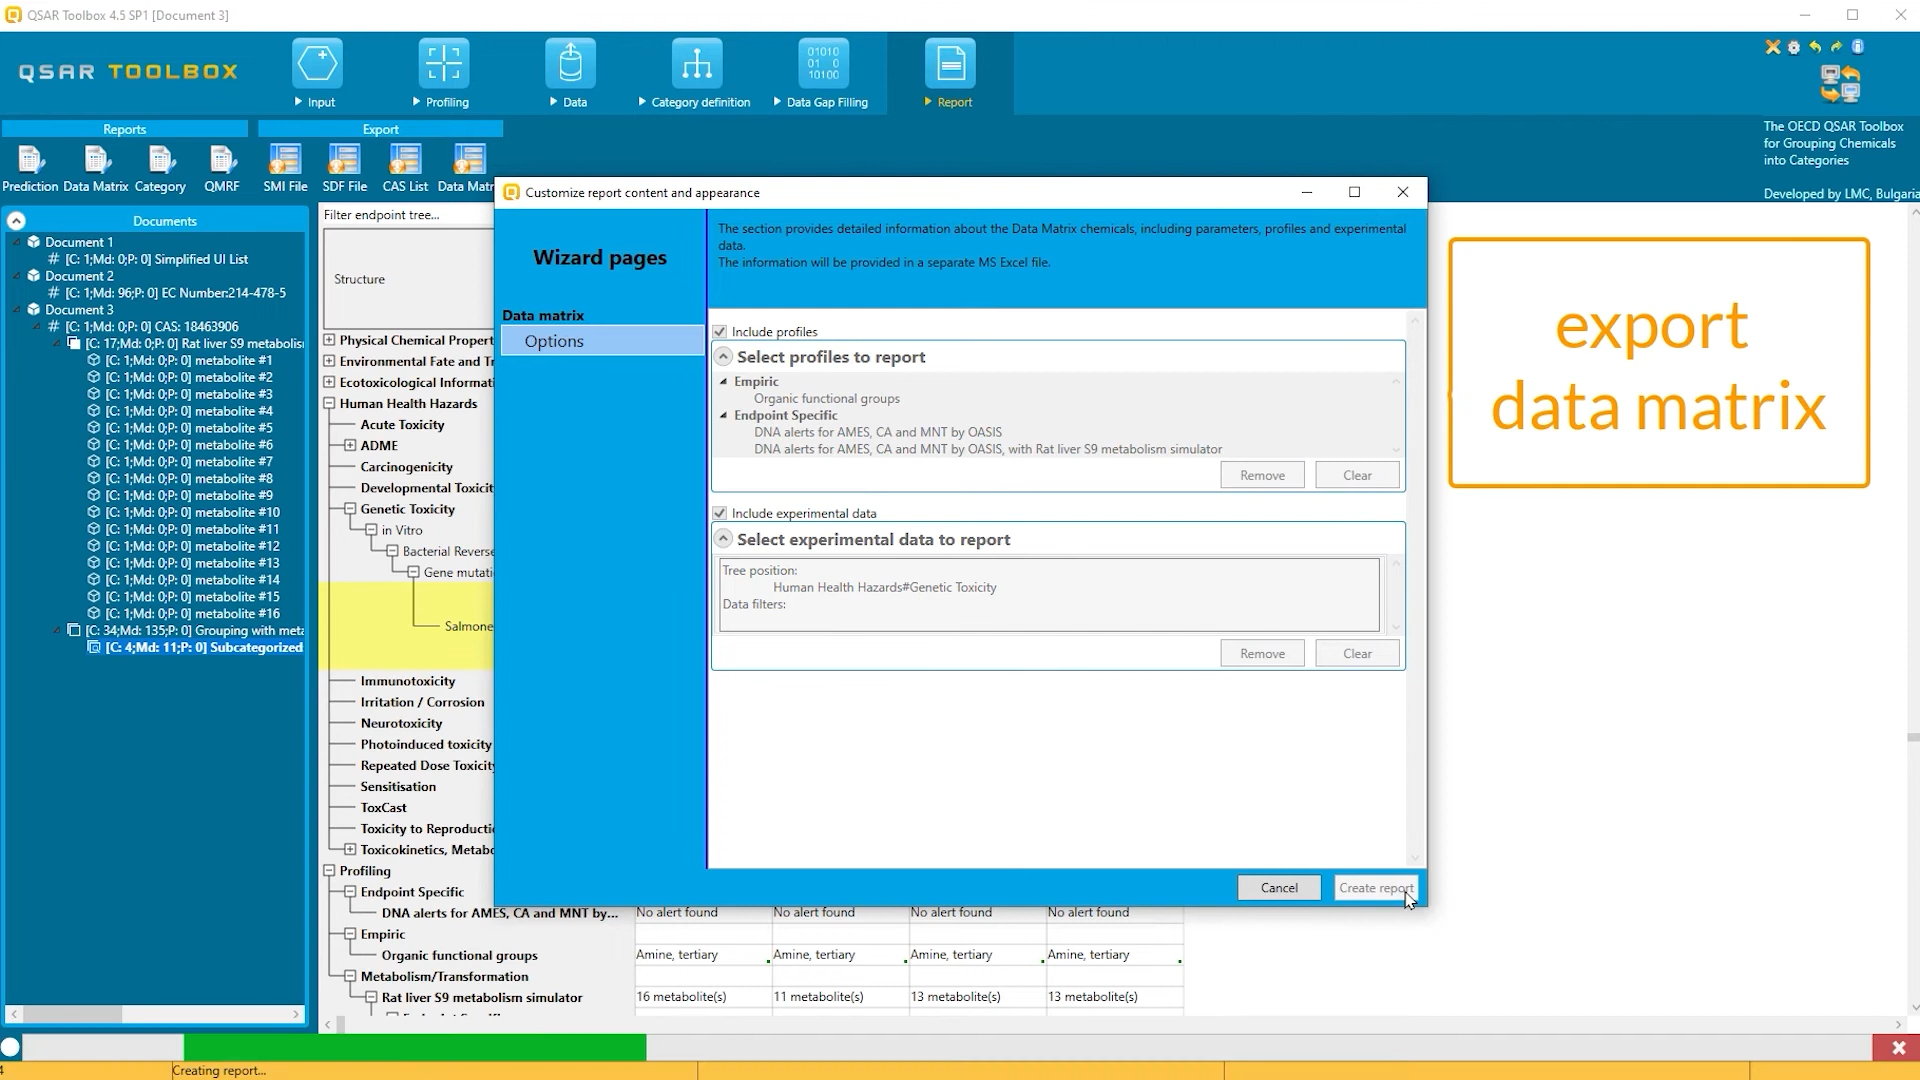 QSAR Toolbox 4.5 SP1 [Document 3]
QSAR TOOLBOX
Input
Profiling
Data
Category definition
01010
01 0
10100
Data Gap Filling
Report
Reports
Export
Prediction
Data Matrix
Category
QMRF
SMI File
SDF File
CAS List
Data Matr
The OECD QSAR Toolbox
for Grouping Chemicals
into Categories
Developed by LMC, Bulgaria
Documents
Document 1
# [C: 1;Md: 0;P: 0] Simplified UI List
Document 2
# [C: 1;Md: 96;P: 0] EC Number:214-478-5
Document 3
# [C: 1;Md: 0;P: 0] CAS: 18463906
[C: 17;Md: 0;P: 0] Rat liver S9 metabolis
[C: 1;Md: 0;P: 0] metabolite #1
[C: 1;Md: 0;P: 0] metabolite #2
[C: 1;Md: 0;P: 0] metabolite #3
[C: 1;Md: 0;P: 0] metabolite #4
[C: 1;Md: 0;P: 0] metabolite #5
[C: 1;Md: 0;P: 0] metabolite #6
[C: 1;Md: 0;P: 0] metabolite #7
[C: 1;Md: 0;P: 0] metabolite #8
[C: 1;Md: 0;P: 0] metabolite #9
[C: 1;Md: 0;P: 0] metabolite #10
[C: 1;Md: 0;P: 0] metabolite #11
[C: 1;Md: 0;P: 0] metabolite #12
[C: 1;Md: 0;P: 0] metabolite #13
[C: 1;Md: 0;P: 0] metabolite #14
[C: 1;Md: 0;P: 0] metabolite #15
[C: 1;Md: 0;P: 0] metabolite #16
[C: 34;Md: 135;P: 0] Grouping with meta
[C: 4;Md: 11;P: 0] Subcategorized
Filter endpoint tree...
Structure
Physical Chemical Propert
Environmental Fate and Tr
Ecotoxicological Informati
Human Health Hazards
Acute Toxicity
ADME
Carcinogenicity
Developmental Toxicit
Genetic Toxicity
in Vitro
Bacterial Reverse
Gene mutati
Salmone
Immunotoxicity
Irritation / Corrosion
Neurotoxicity
Photoinduced toxicity
Repeated Dose Toxicity
Sensitisation
ToxCast
Toxicity to Reproducti
Toxicokinetics, Metabo
Profiling
Endpoint Specific
DNA alerts for AMES, CA and MNT by... No alert found No alert found No alert found No alert found
Empiric
Organic functional groups Amine, tertiary Amine, tertiary Amine, tertiary Amine, tertiary
Metabolism/Transformation
Rat liver S9 metabolism simulator 16 metabolite(s) 11 metabolite(s) 13 metabolite(s) 13 metabolite(s)
Customize report content and appearance
Wizard pages
Data matrix
Options
The section provides detailed information about the Data Matrix chemicals, including parameters, profiles and experimental
data.
The information will be provided in a separate MS Excel file.
Include profiles
Select profiles to report
Empiric
Organic functional groups
Endpoint Specific
DNA alerts for AMES, CA and MNT by OASIS
DNA alerts for AMES, CA and MNT by OASIS, with Rat liver S9 metabolism simulator
Remove
Clear
Include experimental data
Select experimental data to report
Tree position:
Human Health Hazards#Genetic Toxicity
Data filters:
Remove
Clear
Cancel
Create report
export
data matrix
4
Creating report...